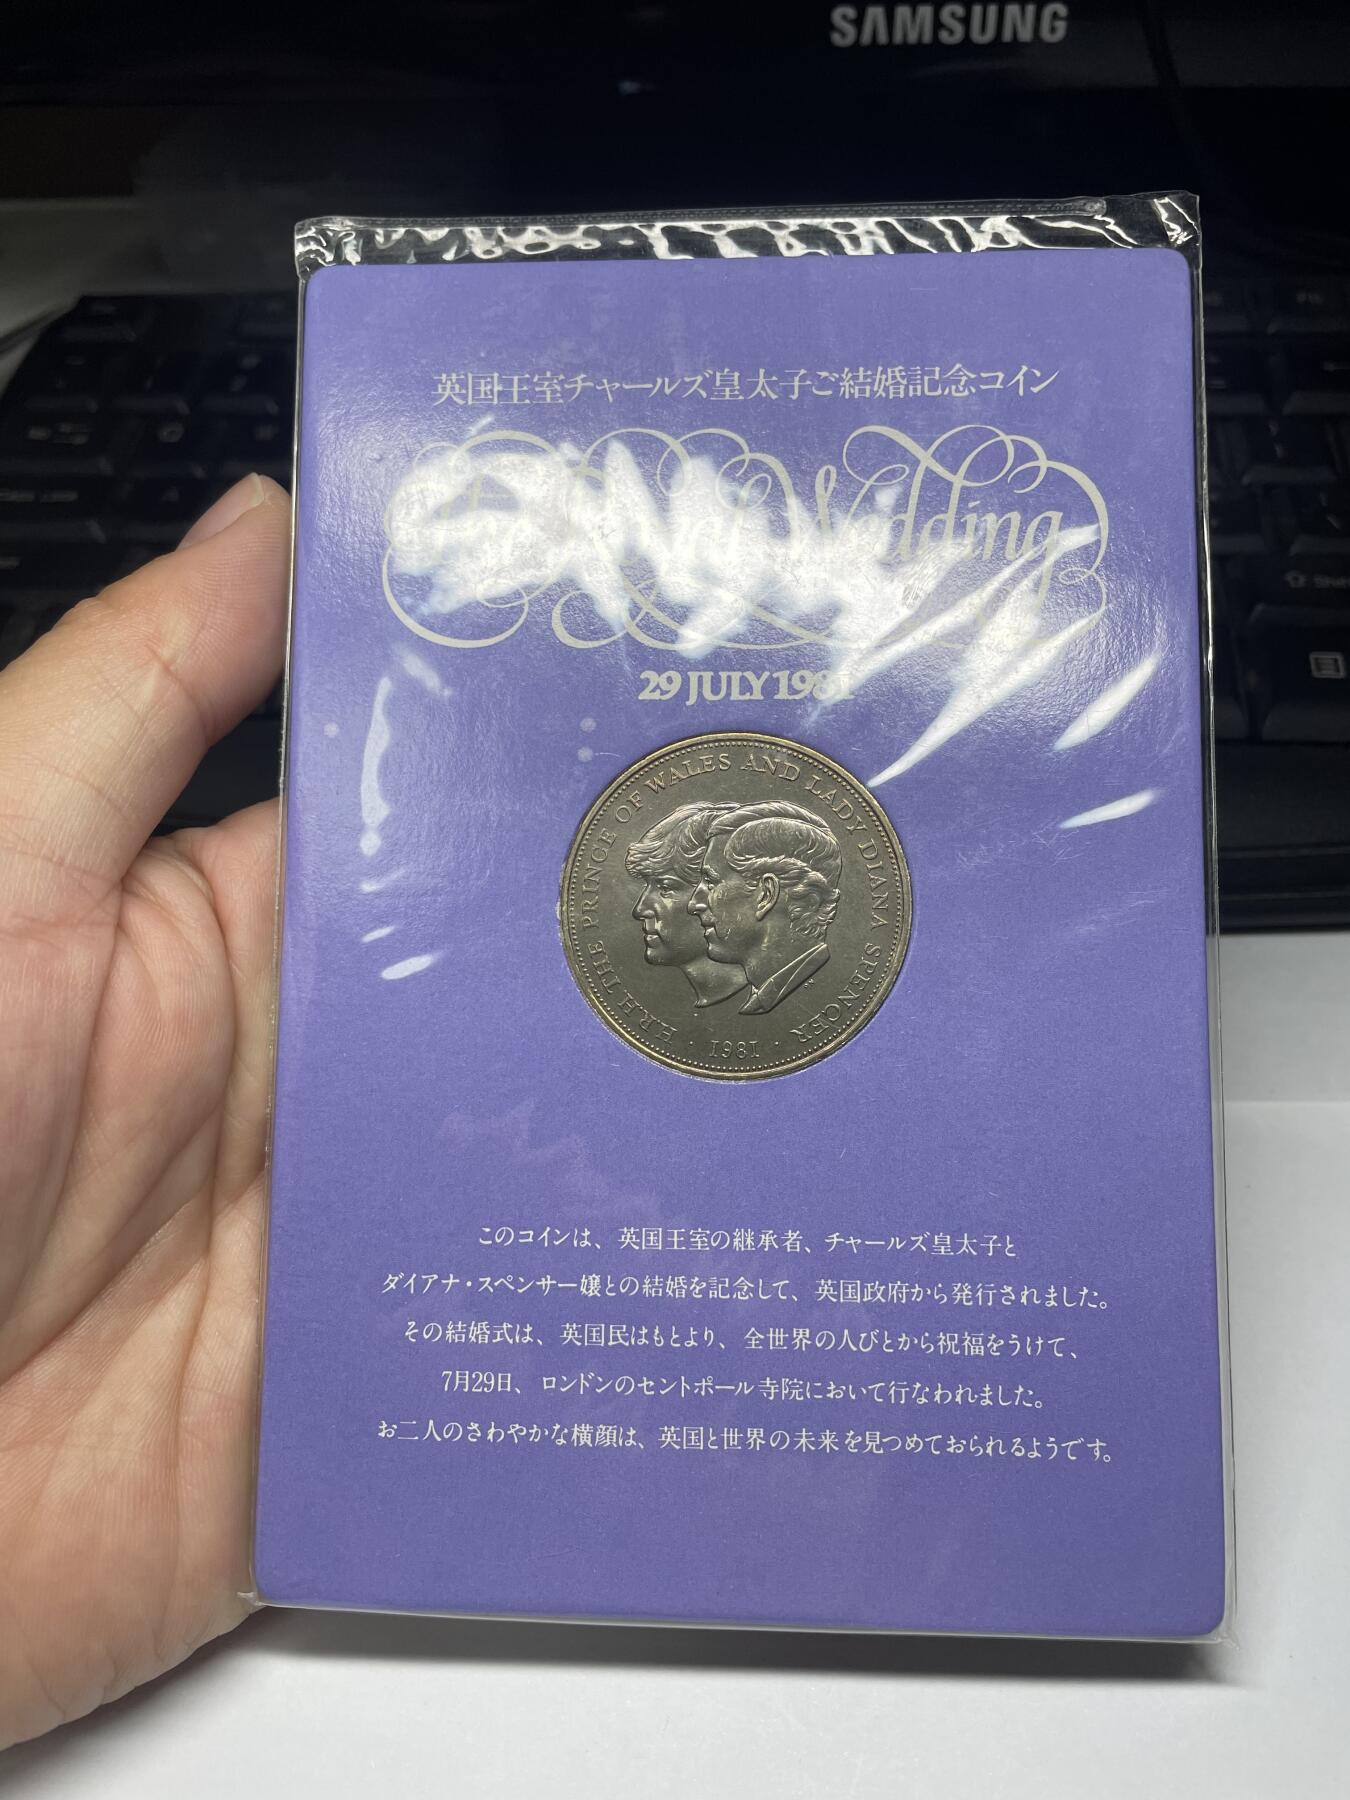 SAMSUNG
英国王室チャールズ皇太子ご結婚記念コイン
The Royal Wedding
29 JULY 1981
H.R.H. THE PRINCE OF WALES AND LADY DIANA SPENCER
· 1981 ·
このコインは、英国王室の継承者、チャールズ皇太子と
ダイアナ・スペンサー嬢との結婚を記念して、英国政府から発行されました。
その結婚式は、英国民はもとより、全世界の人びとから祝福をうけて、
7月29日、ロンドンのセントポール寺院において行なわれました。
お二人のさわやかな横顔は、英国と世界の未来を見つめておられるようです。